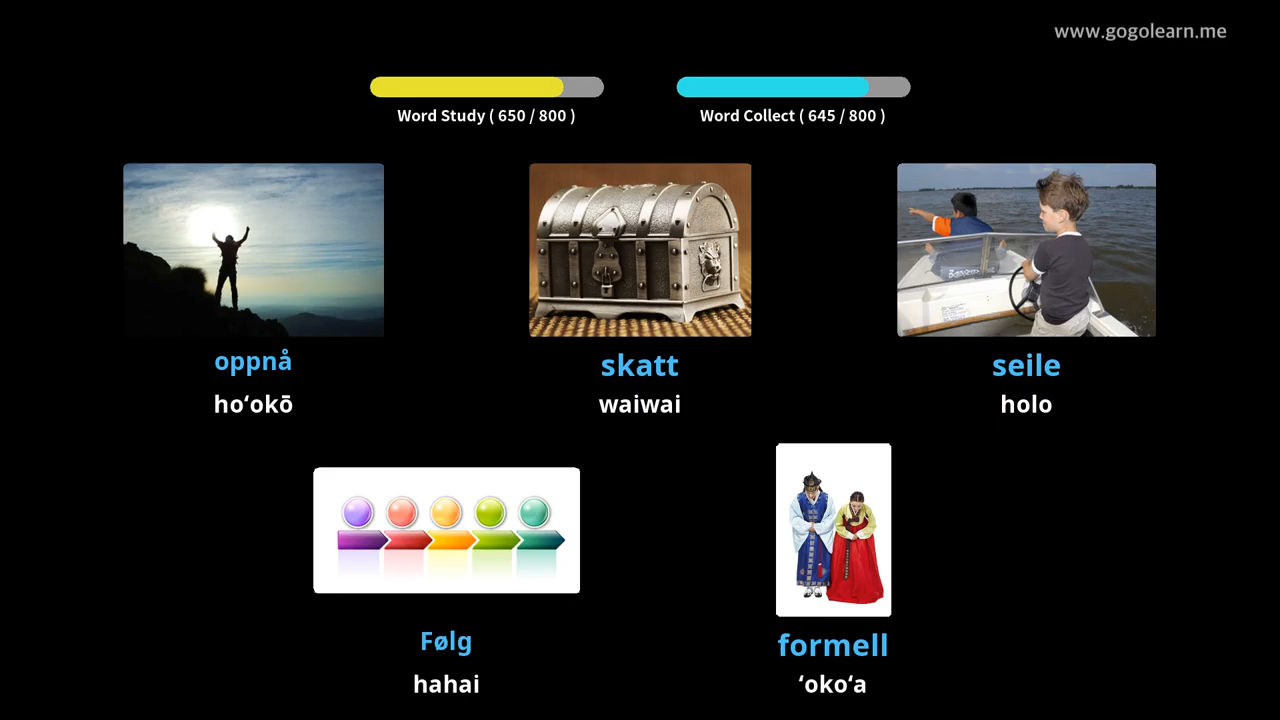 www.gogolearn.me
Word Study ( 650 / 800 )
Word Collect ( 645 / 800 )
oppnå
skatt
seile
hoʻokō
waiwai
holo
Følg
formell
hahai
ʻokoʻa